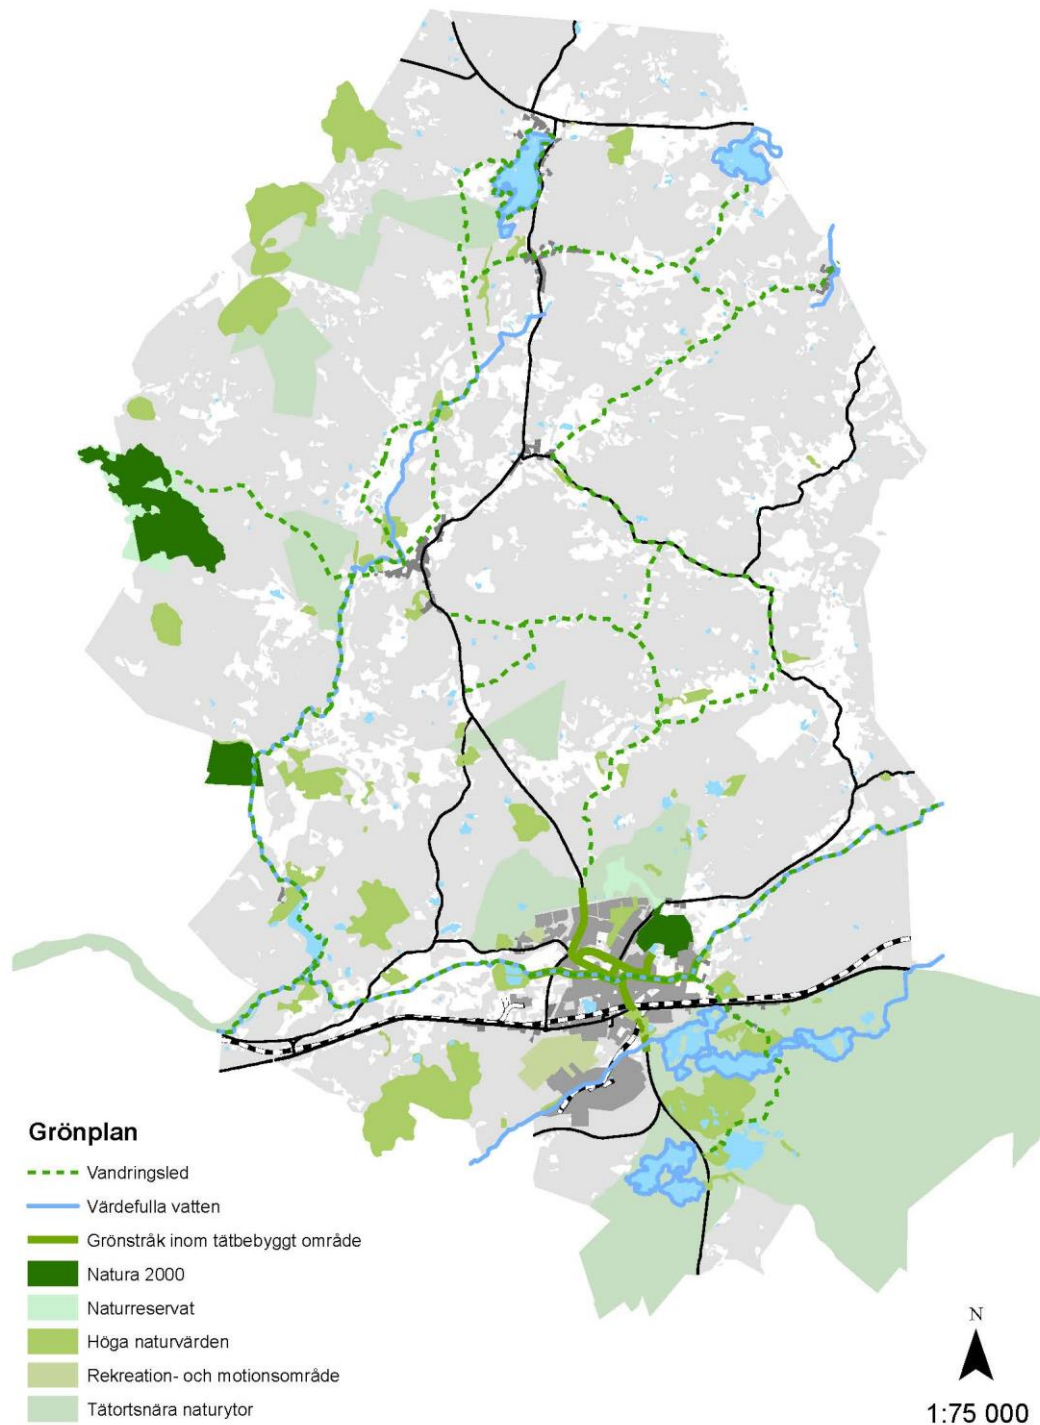 Grönplan
Vandringsled
Värdefulla vatten
Grönstråk inom tätbebyggt område
Natura 2000
Naturreservat
Höga naturvärden
Rekreation- och motionsområde
Tätortsnära naturytor
N
1:75 000